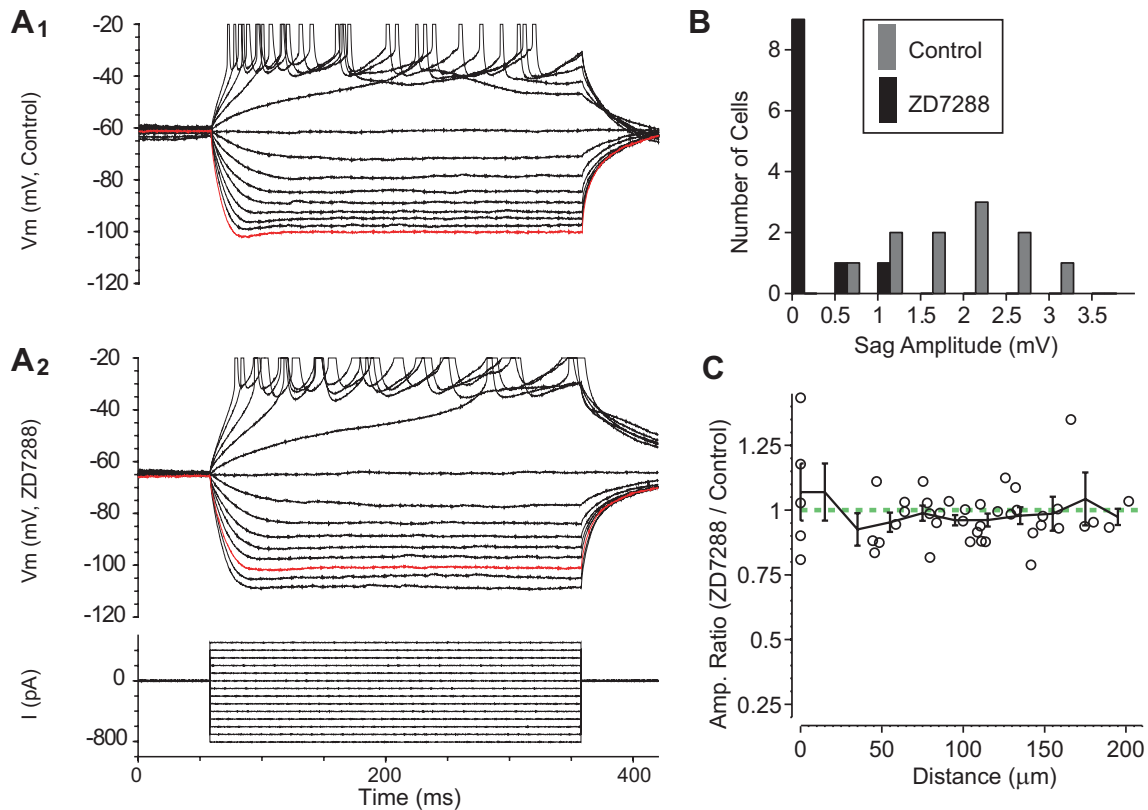 A1
-20
-40
-60
-80
-100
-120
Vm (mV, Control)
A2
-20
-40
-60
-80
-100
-120
Vm (mV, ZD7288)
0
-800
I (pA)
0
200
400
Time (ms)
B
8
6
4
2
0
Number of Cells
Control
ZD7288
0
0.5
1
1.5
2
2.5
3
3.5
Sag Amplitude (mV)
C
1.25
1
0.75
0.5
0.25
Amp. Ratio (ZD7288 / Control)
0
50
100
150
200
Distance (μm)